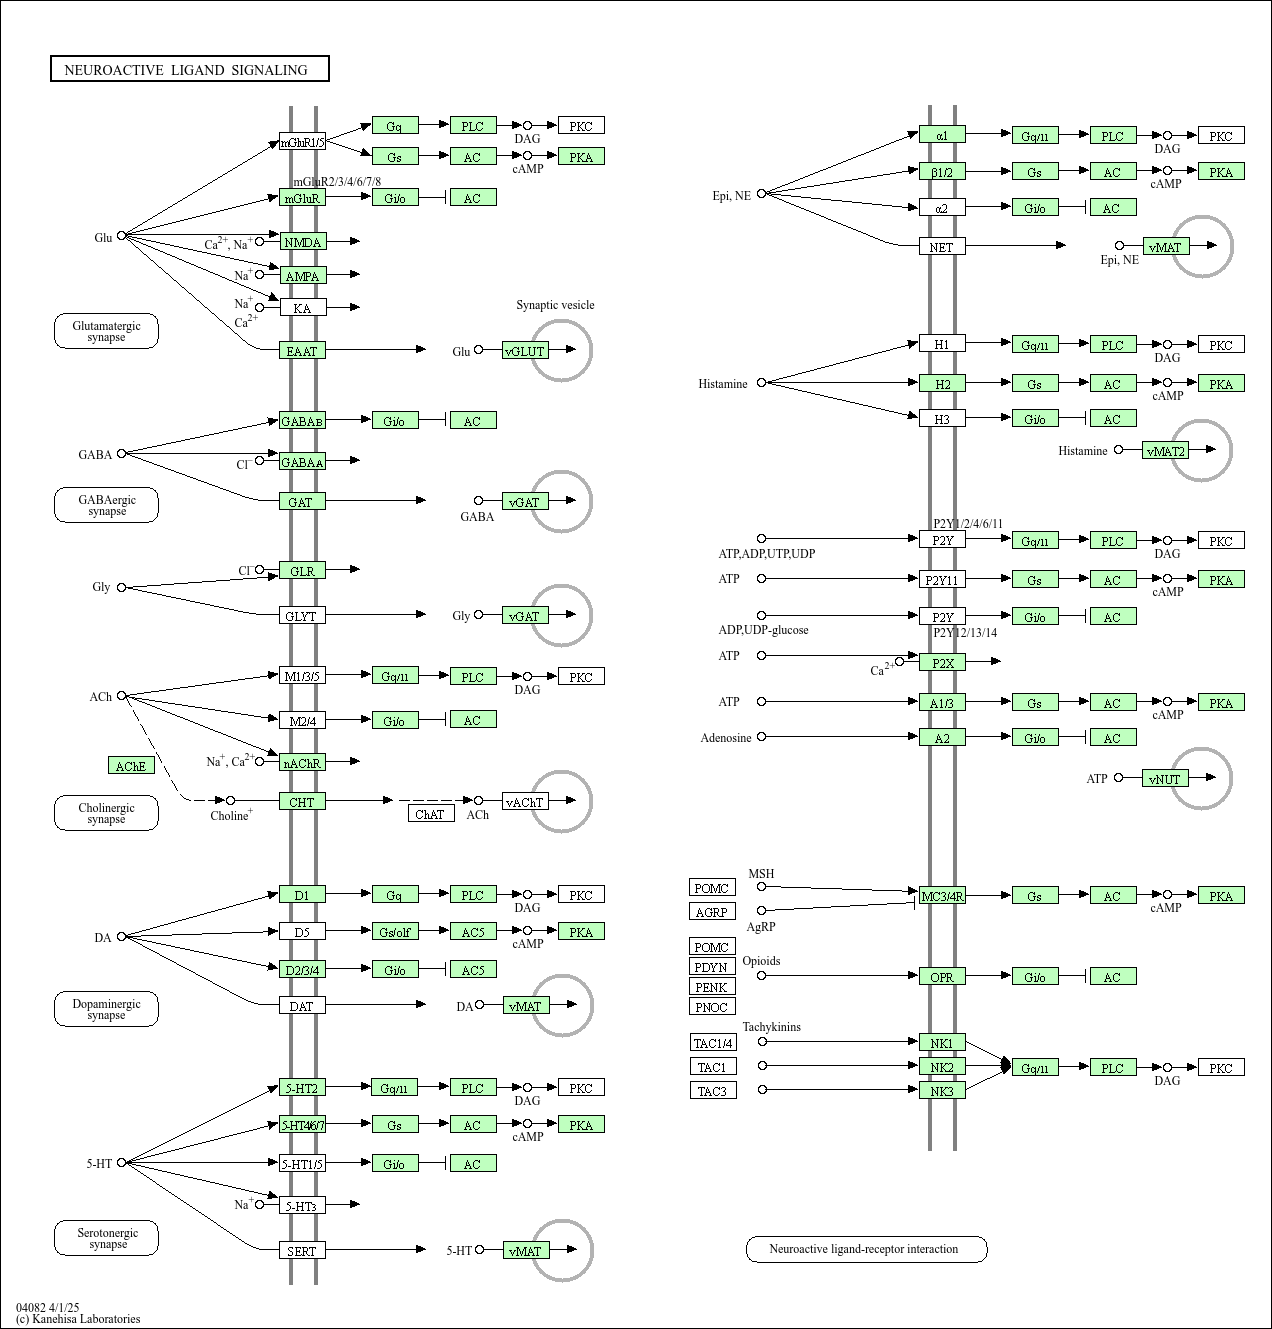 NEUROACTIVE LIGAND SIGNALING
mGluR1/5
Gq
PLC
DAG
PKC
Gs
AC
cAMP
PKA
mGluR2/3/4/6/7/8
mGluR
Gi/o
AC
Glu
Ca2+, Na+
NMDA
Na+
AMPA
Na+
Ca2+
KA
Synaptic vesicle
Glutamatergic
synapse
EAAT
Glu
vGLUT
GABAB
Gi/o
AC
GABA
Cl−
GABAA
GABAergic
synapse
GAT
GABA
vGAT
Cl−
GLR
Gly
GLYT
Gly
vGAT
M1/3/5
Gq/11
PLC
DAG
PKC
ACh
M2/4
Gi/o
AC
AChE
Na+, Ca2+
nAChR
Choline+
CHT
ChAT
ACh
vAChT
Cholinergic
synapse
D1
Gq
PLC
DAG
PKC
DA
D5
Gs/olf
AC5
cAMP
PKA
D2/3/4
Gi/o
AC5
Dopaminergic
synapse
DAT
DA
vMAT
5-HT2
Gq/11
PLC
DAG
PKC
5-HT4/6/7
Gs
AC
cAMP
PKA
5-HT
5-HT1/5
Gi/o
AC
Na+
5-HT3
Serotonergic
synapse
SERT
5-HT
vMAT
α1
Gq/11
PLC
DAG
PKC
β1/2
Gs
AC
cAMP
PKA
Epi, NE
α2
Gi/o
AC
NET
Epi, NE
vMAT
H1
Gq/11
PLC
DAG
PKC
Histamine
H2
Gs
AC
cAMP
PKA
H3
Gi/o
AC
Histamine
vMAT2
P2Y1/2/4/6/11
ATP,ADP,UTP,UDP
P2Y
Gq/11
PLC
DAG
PKC
ATP
P2Y11
Gs
AC
cAMP
PKA
ADP,UDP-glucose
P2Y
Gi/o
AC
P2Y12/13/14
ATP
Ca2+
P2X
ATP
A1/3
Gs
AC
cAMP
PKA
Adenosine
A2
Gi/o
AC
ATP
vNUT
POMC
MSH
MC3/4R
Gs
AC
cAMP
PKA
AGRP
AgRP
POMC
PDYN
PENK
PNOC
Opioids
OPR
Gi/o
AC
Tachykinins
TAC1/4
NK1
TAC1
NK2
Gq/11
PLC
DAG
PKC
TAC3
NK3
Neuroactive ligand-receptor interaction
04082 4/1/25
(c) Kanehisa Laboratories